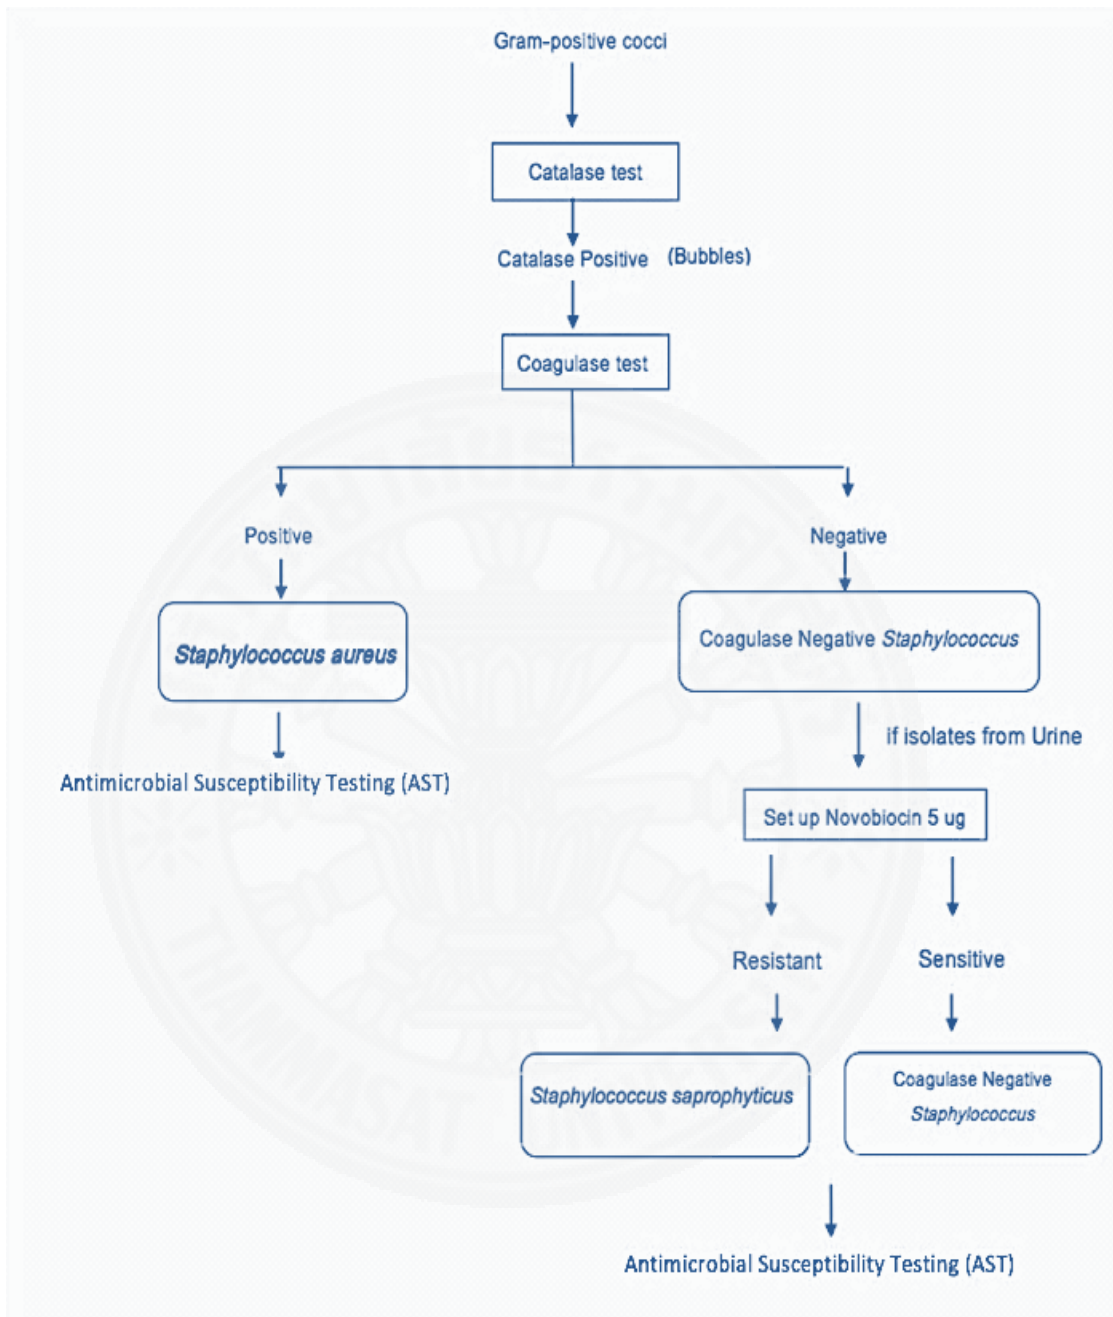 Gram-positive cocci
Catalase test
Catalase Positive (Bubbles)
Coagulase test
Positive
Negative
Staphylococcus aureus
Coagulase Negative Staphylococcus
Antimicrobial Susceptibility Testing (AST)
if isolates from Urine
Set up Novobiocin 5 ug
Resistant
Sensitive
Staphylococcus saprophyticus
Coagulase Negative
Staphylococcus
Antimicrobial Susceptibility Testing (AST)